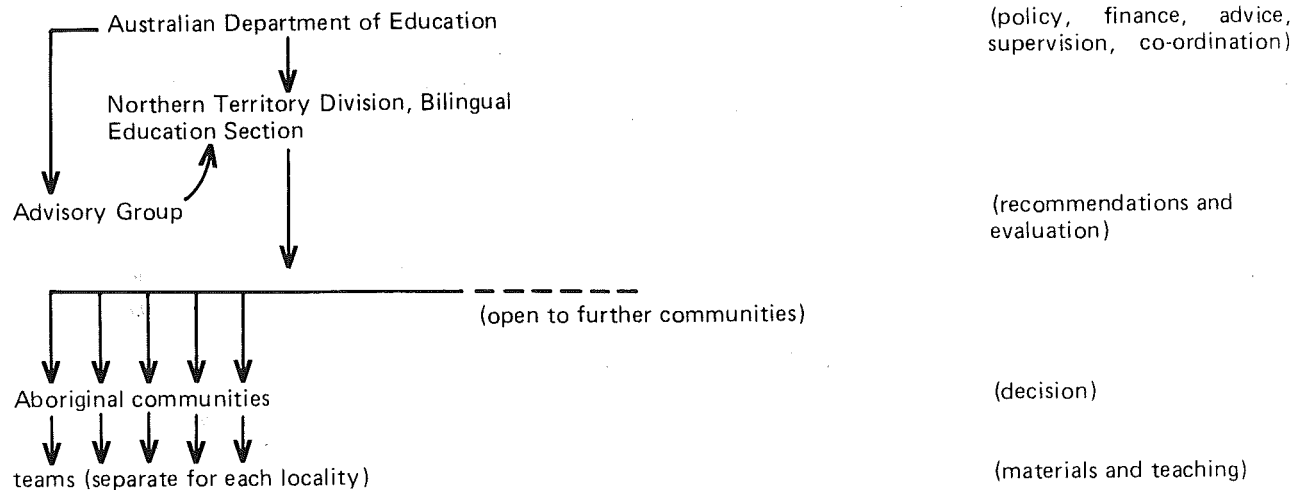 Australian Department of Education
(policy, finance, advice,
supervision, co-ordination)
Northern Territory Division, Bilingual
Education Section
Advisory Group
(recommendations and
evaluation)
(open to further communities)
Aboriginal communities
(decision)
teams (separate for each locality)
(materials and teaching)